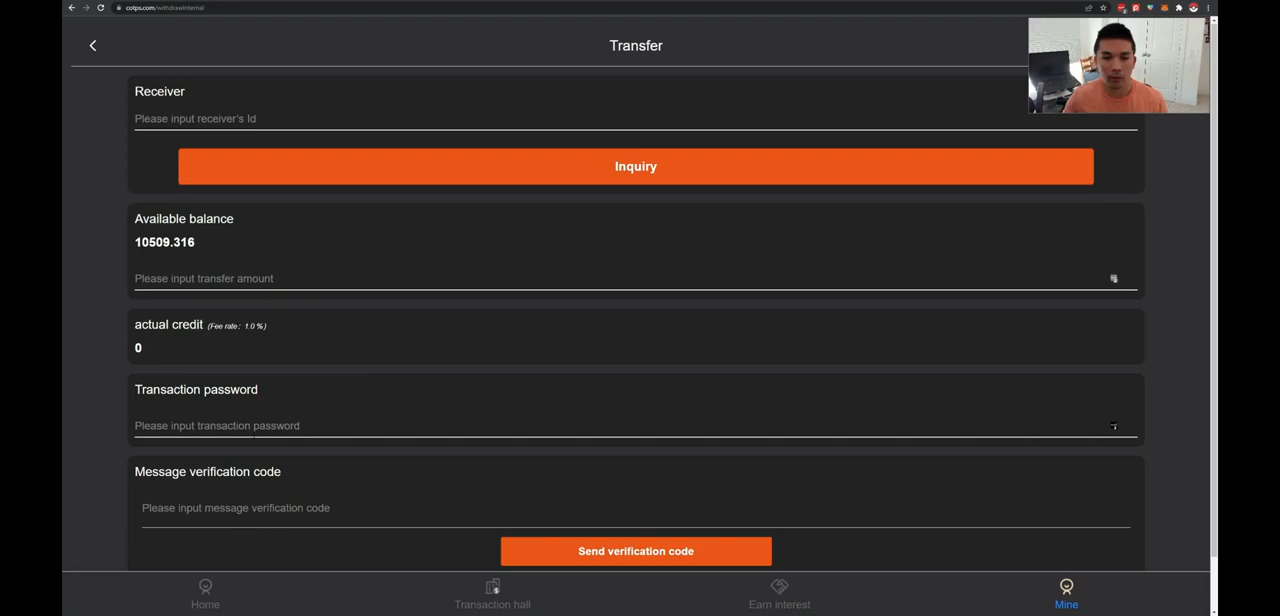 cotps.com/withdrawInternal
Transfer
Receiver
Please input receiver's Id
Inquiry
Available balance
10509.316
Please input transfer amount
actual credit (Fee rate: 1.0 %)
0
Transaction password
Please input transaction password
Message verification code
Please input message verification code
Send verification code
Home
Transaction hall
Earn interest
Mine